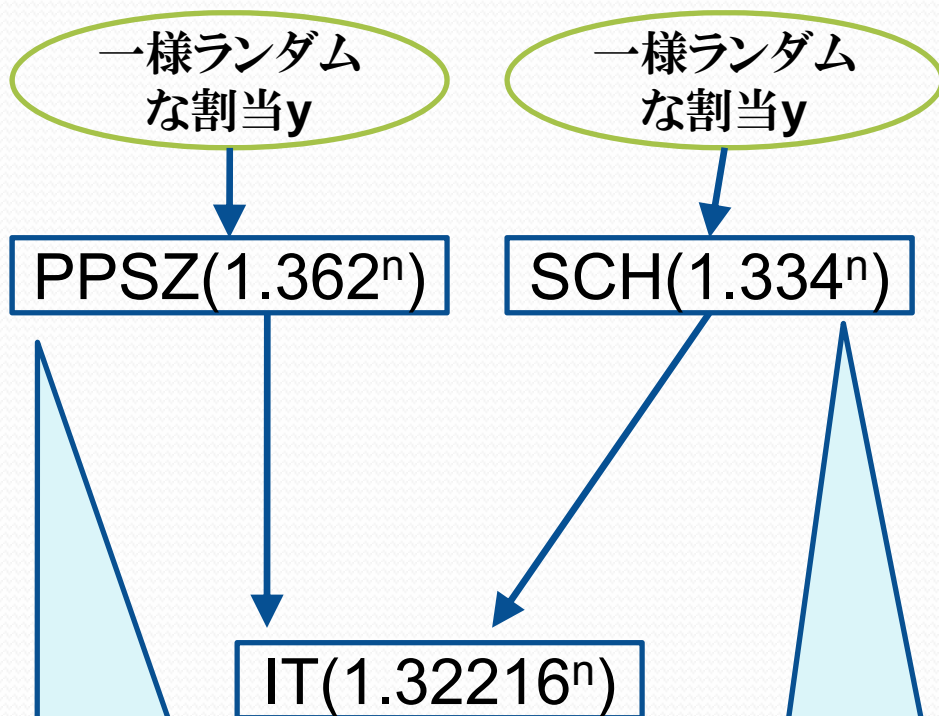 一様ランダム
な割当y
一様ランダム
な割当y
PPSZ(1.362ⁿ)
SCH(1.334ⁿ)
IT(1.32216ⁿ)